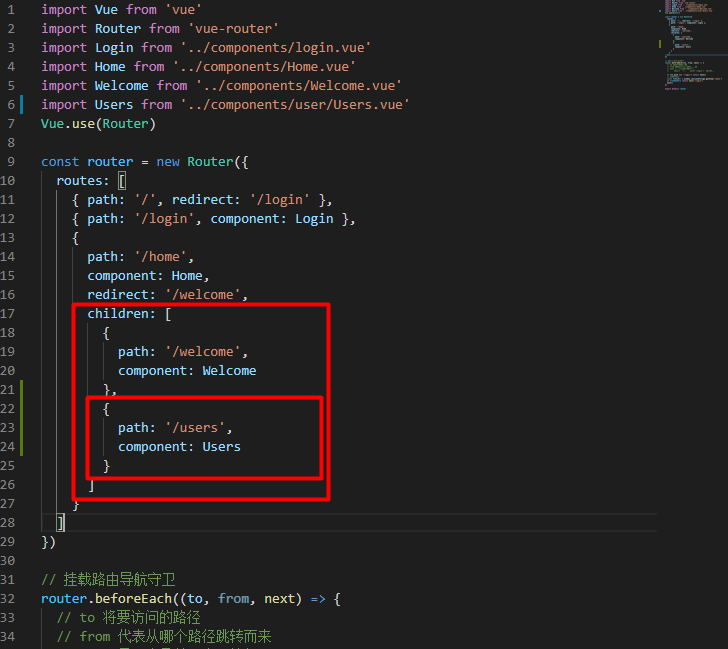 1 import Vue from 'vue'
2 import Router from 'vue-router'
3 import Login from '../components/login.vue'
4 import Home from '../components/Home.vue'
5 import Welcome from '../components/Welcome.vue'
6 import Users from '../components/user/Users.vue'
7 Vue.use(Router)
8
9 const router = new Router({
10 routes: [
11 { path: '/', redirect: '/login' },
12 { path: '/login', component: Login },
13 {
14 path: '/home',
15 component: Home,
16 redirect: '/welcome',
17 children: [
18 {
19 path: '/welcome',
20 component: Welcome
21 },
22 {
23 path: '/users',
24 component: Users
25 }
26 ]
27 }
28 ]
29 })
30
31 // 挂载路由导航守卫
32 router.beforeEach((to, from, next) => {
33 // to 将要访问的路径
34 // from 代表从哪个路径跳转而来